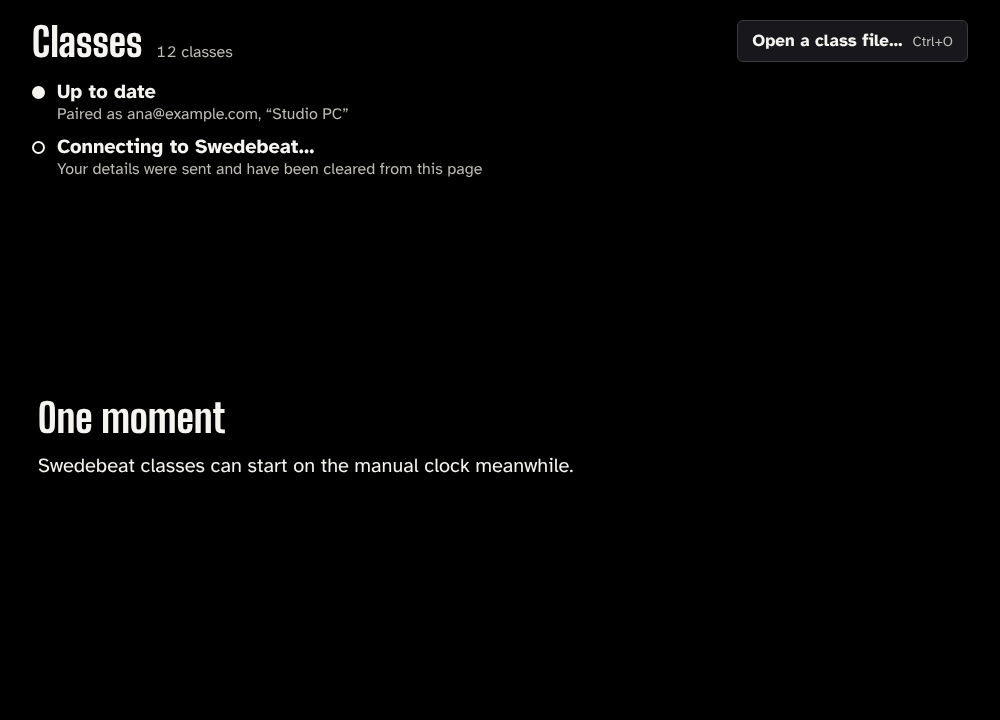 Classes 12 classes
Open a class file… Ctrl+O
Up to date
Paired as ana@example.com, “Studio PC”
Connecting to Swedebeat…
Your details were sent and have been cleared from this page
One moment
Swedebeat classes can start on the manual clock meanwhile.